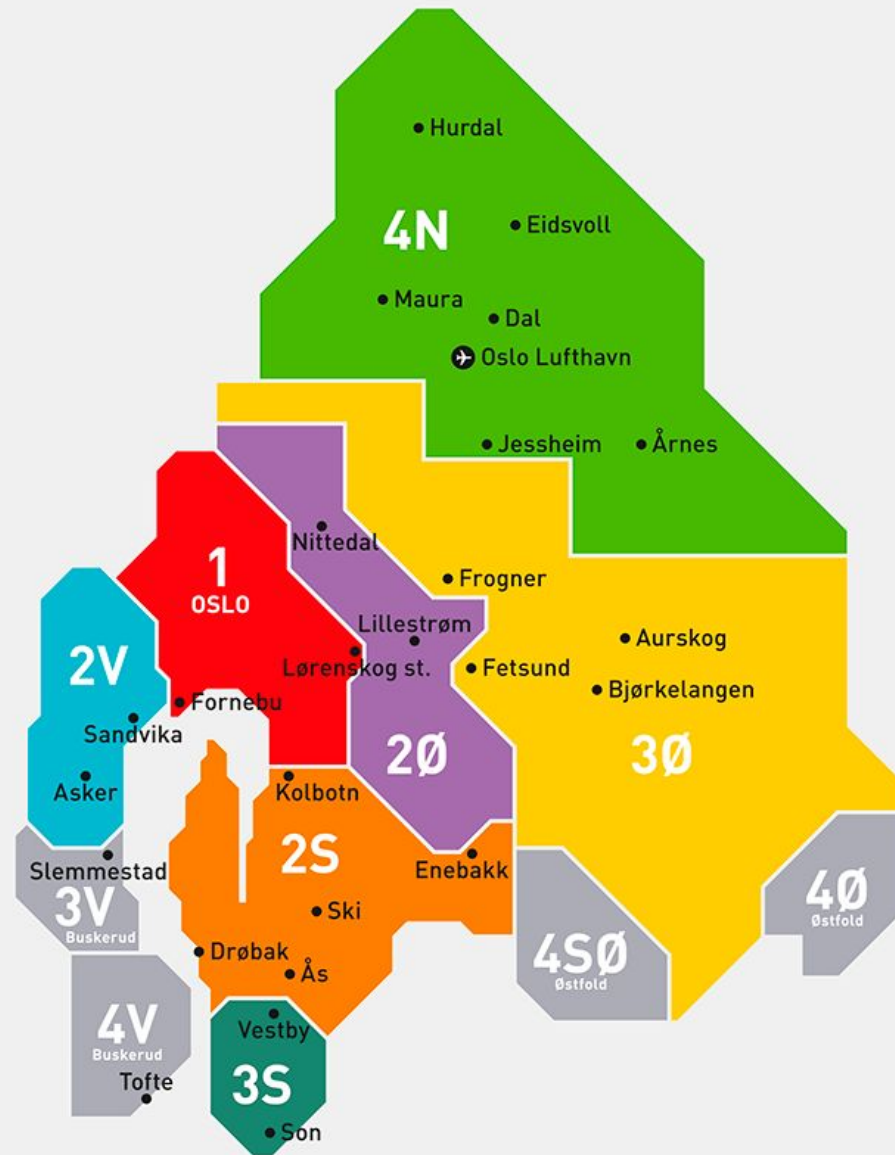 Hurdal
4N
Eidsvoll
Maura
Dal
Oslo Lufthavn
Jessheim
Årnes
Nittedal
1
OSLO
Frogner
Lillestrøm
Aurskog
Lørenskog st.
Fetsund
2V
Bjørkelangen
Fornebu
Sandvika
2Ø
3Ø
Asker
Kolbotn
2S
Slemmestad
Enebakk
3V
Buskerud
Ski
4Ø
Østfold
Drøbak
4SØ
Østfold
Ås
Vestby
4V
Buskerud
Tofte
3S
Son